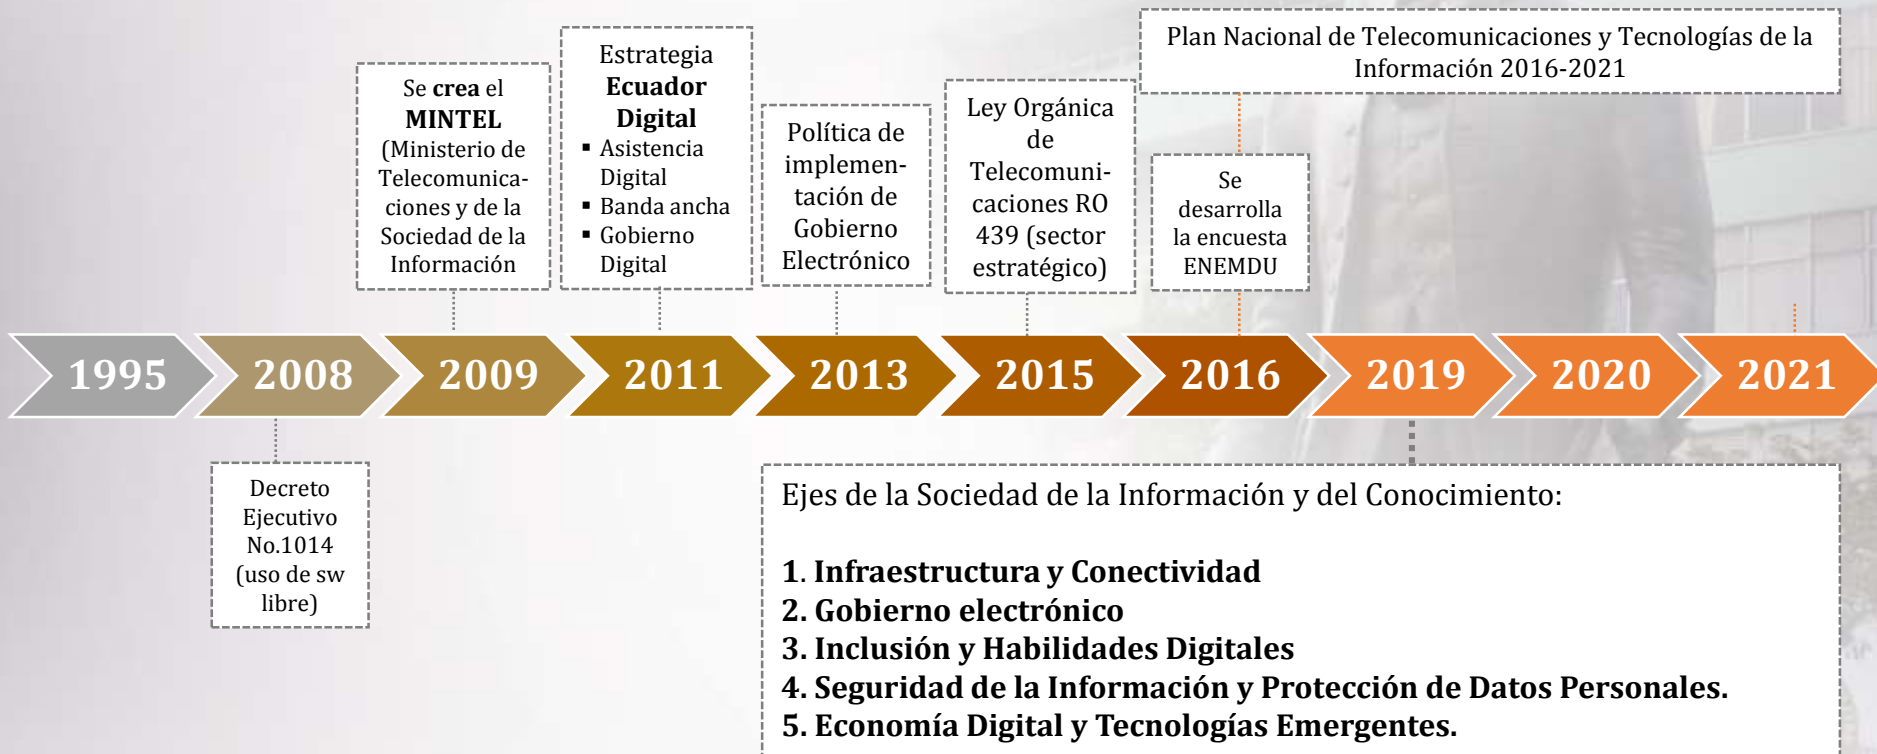 Se crea el
MINTEL
(Ministerio de
Telecomunica-
ciones y de la
Sociedad de la
Información
Estrategia
Ecuador
Digital
▪ Asistencia
Digital
▪ Banda ancha
▪ Gobierno
Digital
Política de
implemen-
tación de
Gobierno
Electrónico
Ley Orgánica
de
Telecomuni-
caciones RO
439 (sector
estratégico)
Plan Nacional de Telecomunicaciones y Tecnologías de la
Información 2016-2021
Se
desarrolla
la encuesta
ENEMDU
1995
2008
2009
2011
2013
2015
2016
2019
2020
2021
Decreto
Ejecutivo
No.1014
(uso de sw
libre)
Ejes de la Sociedad de la Información y del Conocimiento:
1. Infraestructura y Conectividad
2. Gobierno electrónico
3. Inclusión y Habilidades Digitales
4. Seguridad de la Información y Protección de Datos Personales.
5. Economía Digital y Tecnologías Emergentes.